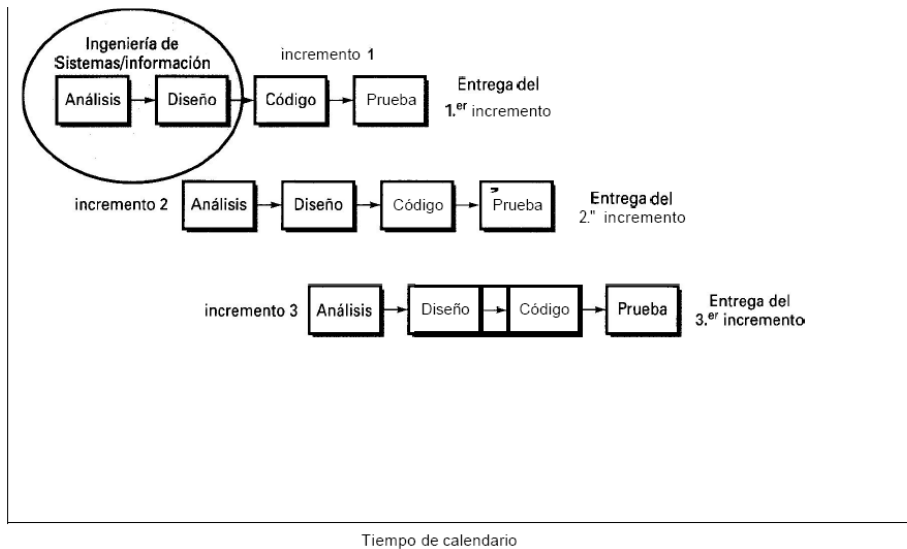 Ingeniería de
Sistemas/información
incremento 1
Análisis
Diseño
Código
Prueba
Entrega del
1.er incremento
incremento 2
Análisis
Diseño
Código
Prueba
Entrega del
2." incremento
incremento 3
Análisis
Diseño
Código
Prueba
Entrega del
3.er incremento
Tiempo de calendario